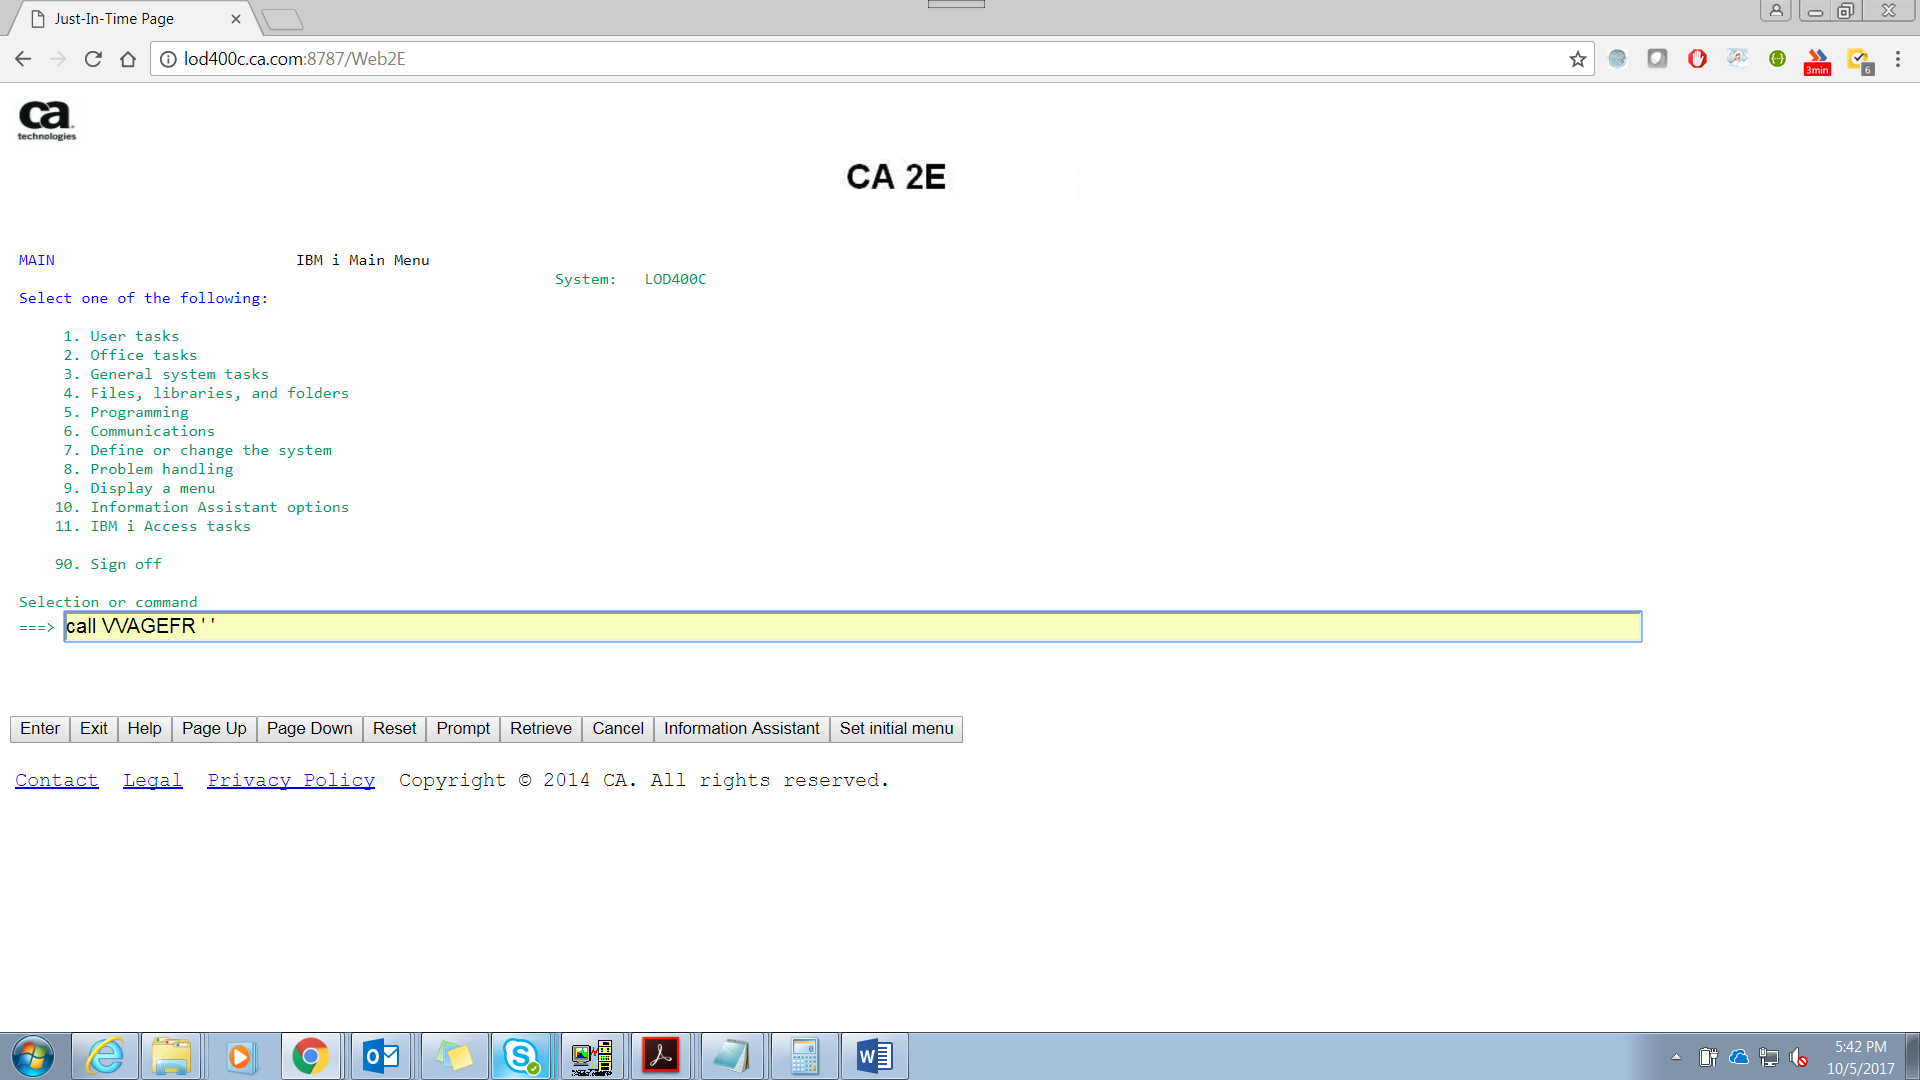 Just-In-Time Page
lod400c.ca.com:8787/Web2E
3min
6
ca
technologies
CA 2E
MAIN IBM i Main Menu
System: LOD400C
Select one of the following:
1. User tasks
2. Office tasks
3. General system tasks
4. Files, libraries, and folders
5. Programming
6. Communications
7. Define or change the system
8. Problem handling
9. Display a menu
10. Information Assistant options
11. IBM i Access tasks
90. Sign off
Selection or command
===> call \/\/AGEFR ' '
Enter Exit Help Page Up Page Down Reset Prompt Retrieve Cancel Information Assistant Set initial menu
Contact Legal Privacy Policy Copyright © 2014 CA. All rights reserved.
5:42 PM
10/5/2017